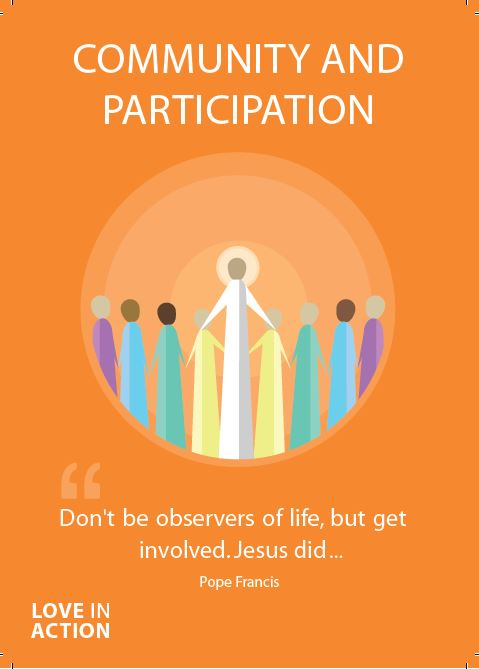 COMMUNITY AND
PARTICIPATION
“
Don't be observers of life, but get
involved. Jesus did...
Pope Francis
LOVE IN
ACTION